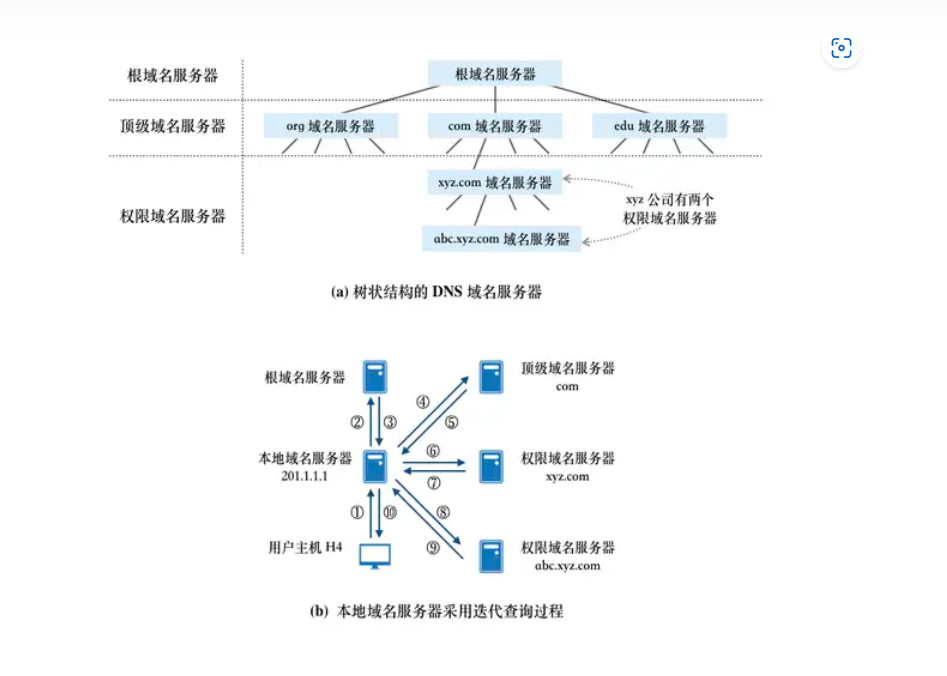 根域名服务器
根域名服务器
顶级域名服务器
org 域名服务器
com 域名服务器
edu 域名服务器
权限域名服务器
xyz.com 域名服务器
xyz 公司有两个
权限域名服务器
abc.xyz.com 域名服务器
(a) 树状结构的 DNS 域名服务器
根域名服务器
顶级域名服务器
com
④
②
③
⑤
本地域名服务器
201.1.1.1
⑥
⑦
权限域名服务器
xyz.com
①
⑩
⑧
⑨
用户主机 H4
权限域名服务器
abc.xyz.com
(b) 本地域名服务器采用迭代查询过程